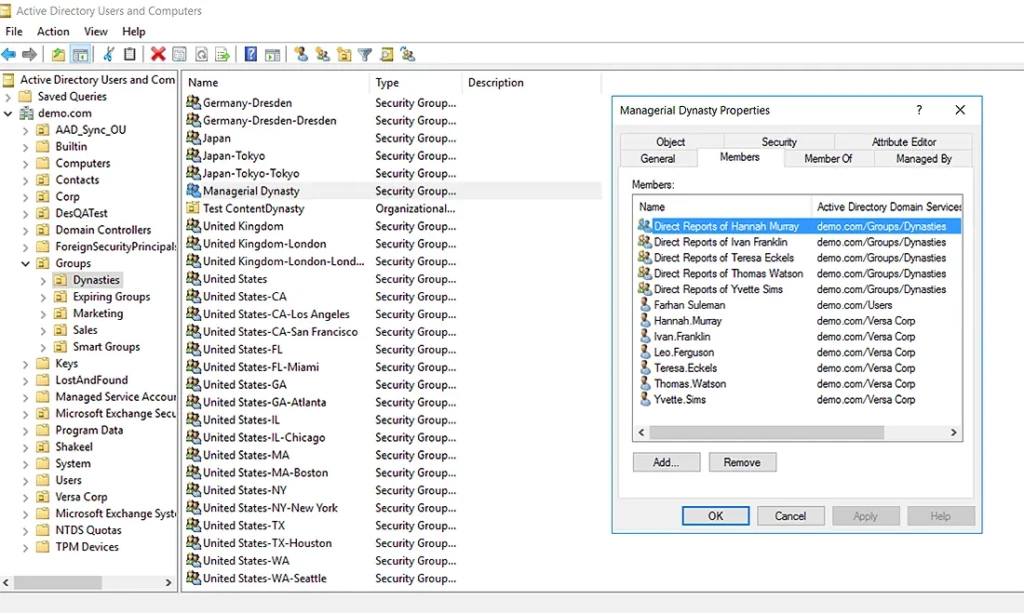 Active Directory Users and Computers
File Action View Help
Active Directory Users and Com
Saved Queries
demo.com
AAD_Sync_OU
Builtin
Computers
Contacts
Corp
DesQATest
Domain Controllers
ForeignSecurityPrincipals
Groups
Dynasties
Expiring Groups
Marketing
Sales
Smart Groups
Keys
LostAndFound
Managed Service Accour
Microsoft Exchange Secu
Program Data
Shakeel
System
Users
Versa Corp
Microsoft Exchange Syst
NTDS Quotas
TPM Devices
Name Type Description
Germany-Dresden Security Group...
Germany-Dresden-Dresden Security Group...
Japan Security Group...
Japan-Tokyo Security Group...
Japan-Tokyo-Tokyo Security Group...
Managerial Dynasty Security Group...
Test ContentDynasty Organizational...
United Kingdom Security Group...
United Kingdom-London Security Group...
United Kingdom-London-Lond... Security Group...
United States Security Group...
United States-CA Security Group...
United States-CA-Los Angeles Security Group...
United States-CA-San Francisco Security Group...
United States-FL Security Group...
United States-FL-Miami Security Group...
United States-GA Security Group...
United States-GA-Atlanta Security Group...
United States-IL Security Group...
United States-IL-Chicago Security Group...
United States-MA Security Group...
United States-MA-Boston Security Group...
United States-NY Security Group...
United States-NY-New York Security Group...
United States-TX Security Group...
United States-TX-Houston Security Group...
United States-WA Security Group...
United States-WA-Seattle Security Group...
Managerial Dynasty Properties ?
Object Security Attribute Editor
General Members Member Of Managed By
Members:
Name Active Directory Domain Services
Direct Reports of Hannah Murray demo.com/Groups/Dynasties
Direct Reports of Ivan Franklin demo.com/Groups/Dynasties
Direct Reports of Teresa Eckels demo.com/Groups/Dynasties
Direct Reports of Thomas Watson demo.com/Groups/Dynasties
Direct Reports of Yvette Sims demo.com/Groups/Dynasties
Farhan Suleman demo.com/Users
Hannah.Murray demo.com/Versa Corp
Ivan.Franklin demo.com/Versa Corp
Leo.Ferguson demo.com/Versa Corp
Teresa.Eckels demo.com/Versa Corp
Thomas.Watson demo.com/Versa Corp
Yvette.Sims demo.com/Versa Corp
Add... Remove
OK Cancel Apply Help